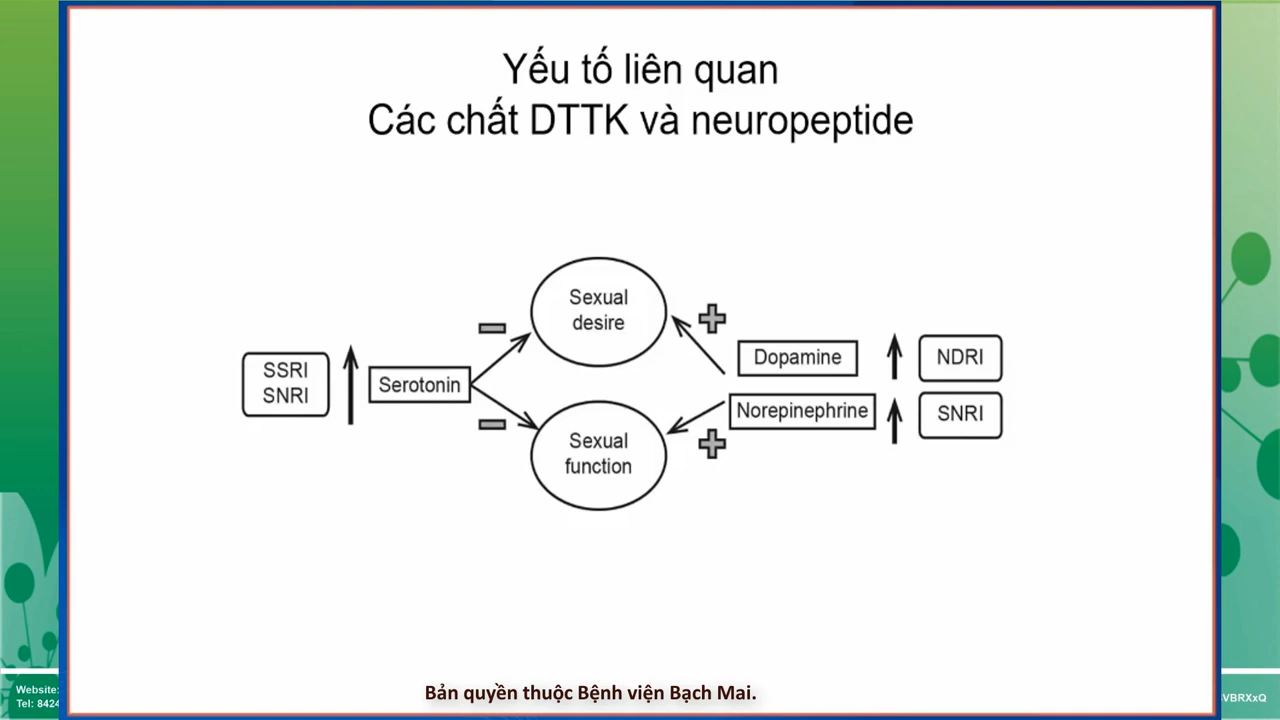 Yếu tố liên quan
Các chất DTTK và neuropeptide
Sexual
desire
SSRI
SNRI
Serotonin
Dopamine
NDRI
Norepinephrine
SNRI
Sexual
function
Website:
Tel: 8424
VBRXxQ
Bản quyền thuộc Bệnh viện Bạch Mai.